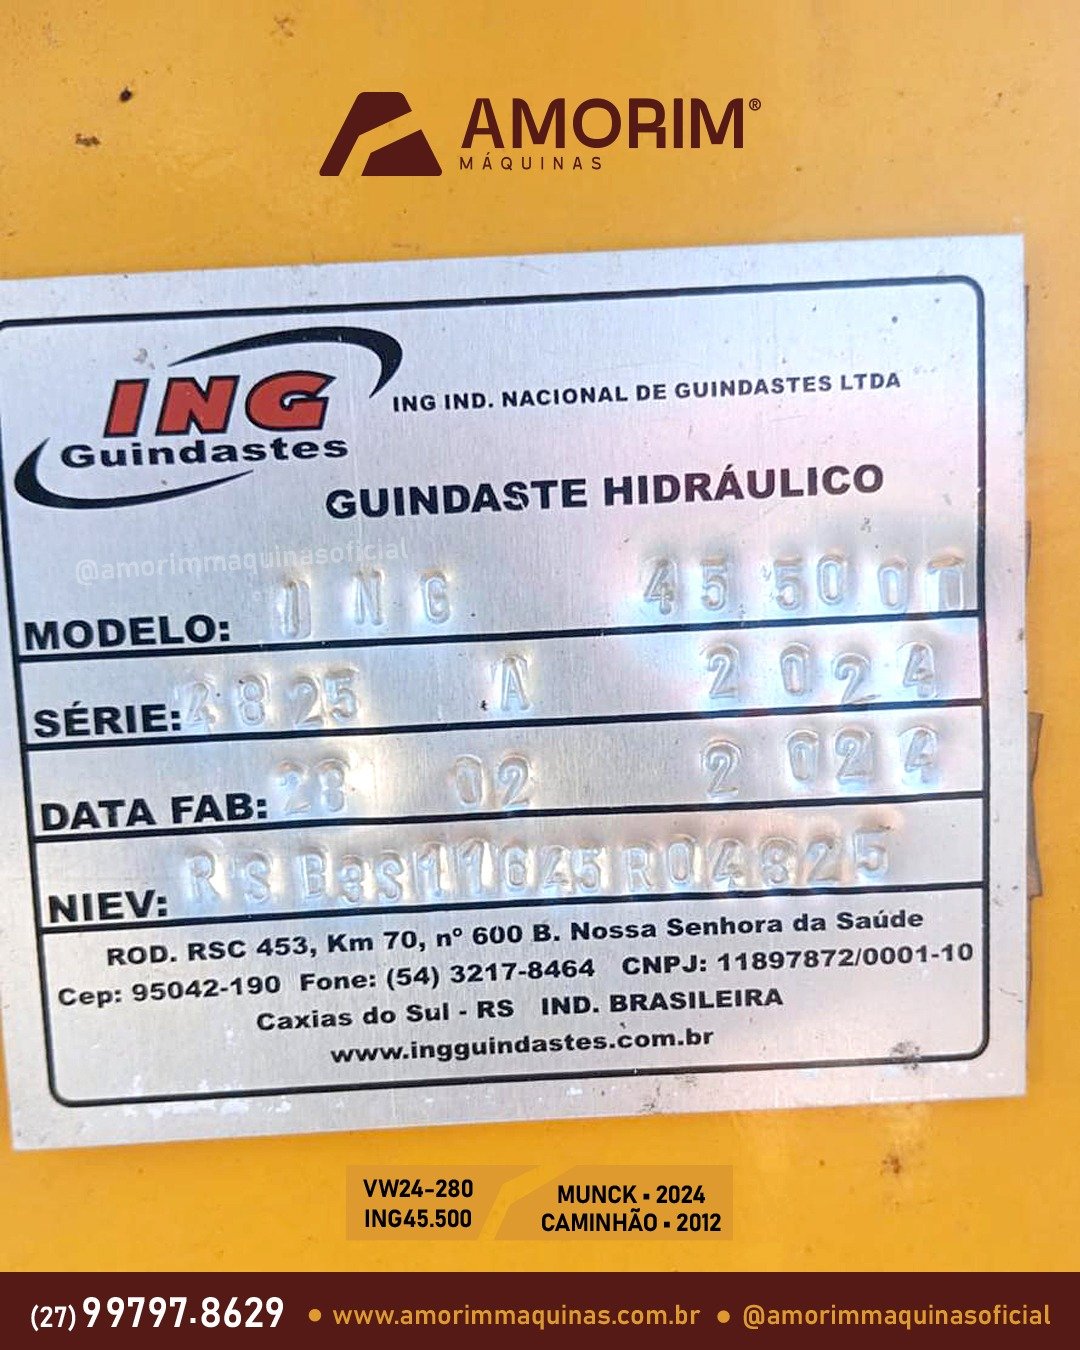 AMORIM®
MÁQUINAS
ING
Guindastes
ING IND. NACIONAL DE GUINDASTES LTDA
GUINDASTE HIDRÁULICO
@amorimmaquinasoficial
MODELO: ING 45500
SÉRIE: 4825 A 2024
DATA FAB: 28 02 2024
NIEV:
ROD. RSC 453, Km 70, nº 600 B. Nossa Senhora da Saúde
Cep: 95042-190 Fone: (54) 3217-8464 CNPJ: 11897872/0001-10
Caxias do Sul - RS IND. BRASILEIRA
www.ingguindastes.com.br
VW24-280
ING45.500
MUNCK ▪ 2024
CAMINHÃO ▪ 2012
(27) 99797.8629 ● www.amorimmaquinas.com.br ● @amorimmaquinasoficial